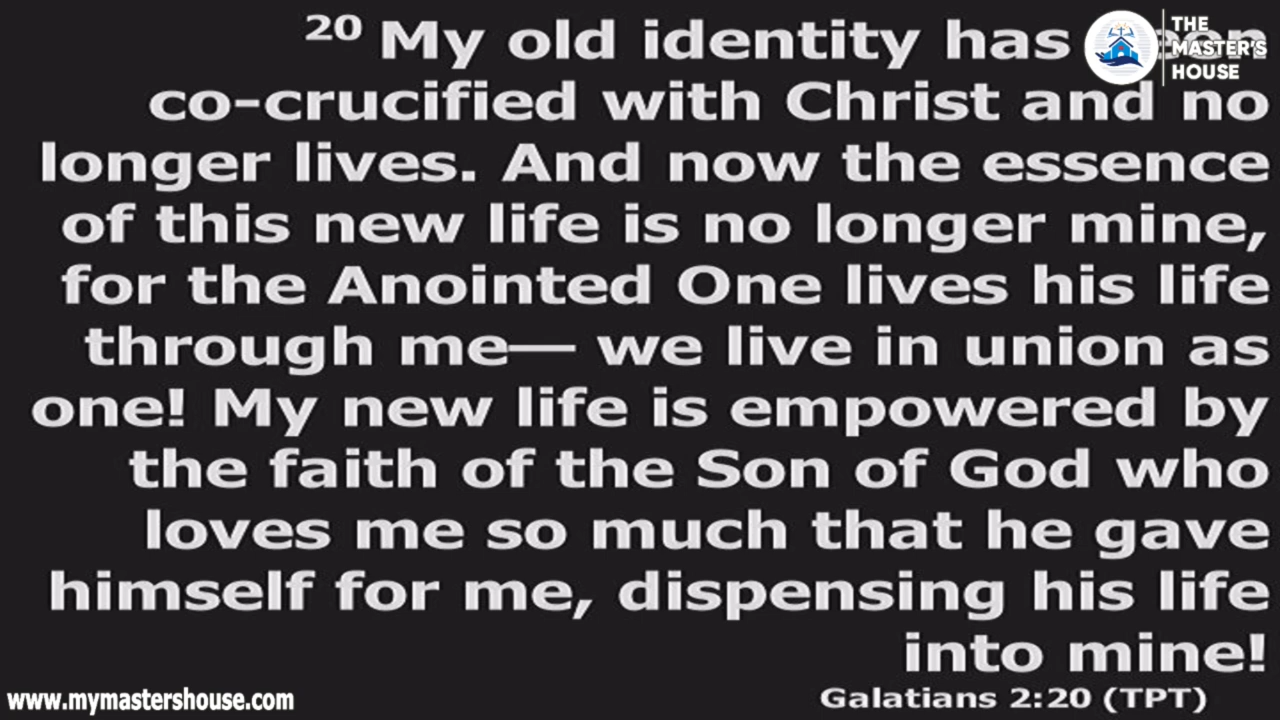 20 My old identity has
co-crucified with Christ and no
longer lives. And now the essence
of this new life is no longer mine,
for the Anointed One lives his life
through me— we live in union as
one! My new life is empowered by
the faith of the Son of God who
loves me so much that he gave
himself for me, dispensing his life
into mine!
Galatians 2:20 (TPT)
THE
MASTER'S
HOUSE
www.mymastershouse.com